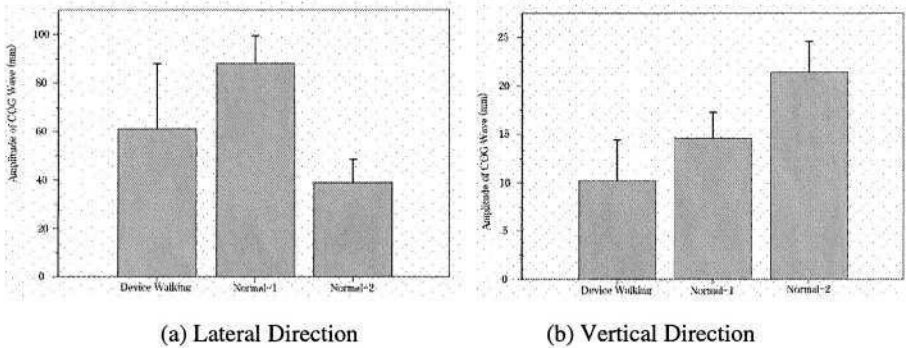 Amplitude of COG Wave (mm)
100
80
60
40
20
0
Device Walking Normal-1 Normal-2
(a) Lateral Direction
Amplitude of COG Wave (mm)
25
20
15
10
5
0
Device Walking Normal-1 Normal-2
(b) Vertical Direction